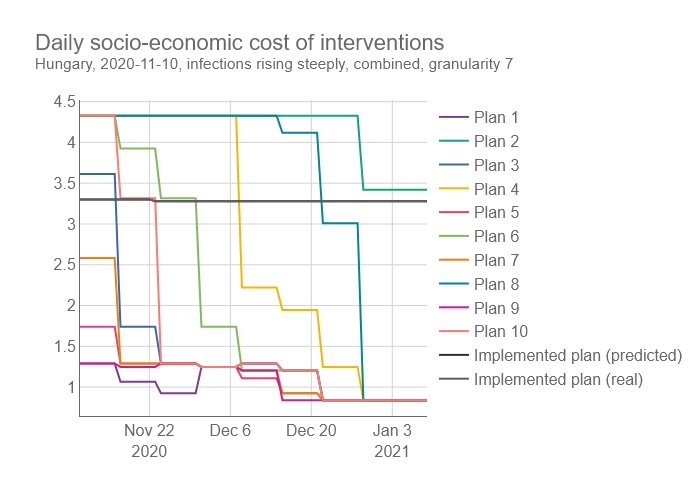 Daily socio-economic cost of interventions
Hungary, 2020-11-10, infections rising steeply, combined, granularity 7
4.5
4
3.5
3
2.5
2
1.5
1
Nov 22
2020
Dec 6
Dec 20
Jan 3
2021
Plan 1
Plan 2
Plan 3
Plan 4
Plan 5
Plan 6
Plan 7
Plan 8
Plan 9
Plan 10
Implemented plan (predicted)
Implemented plan (real)